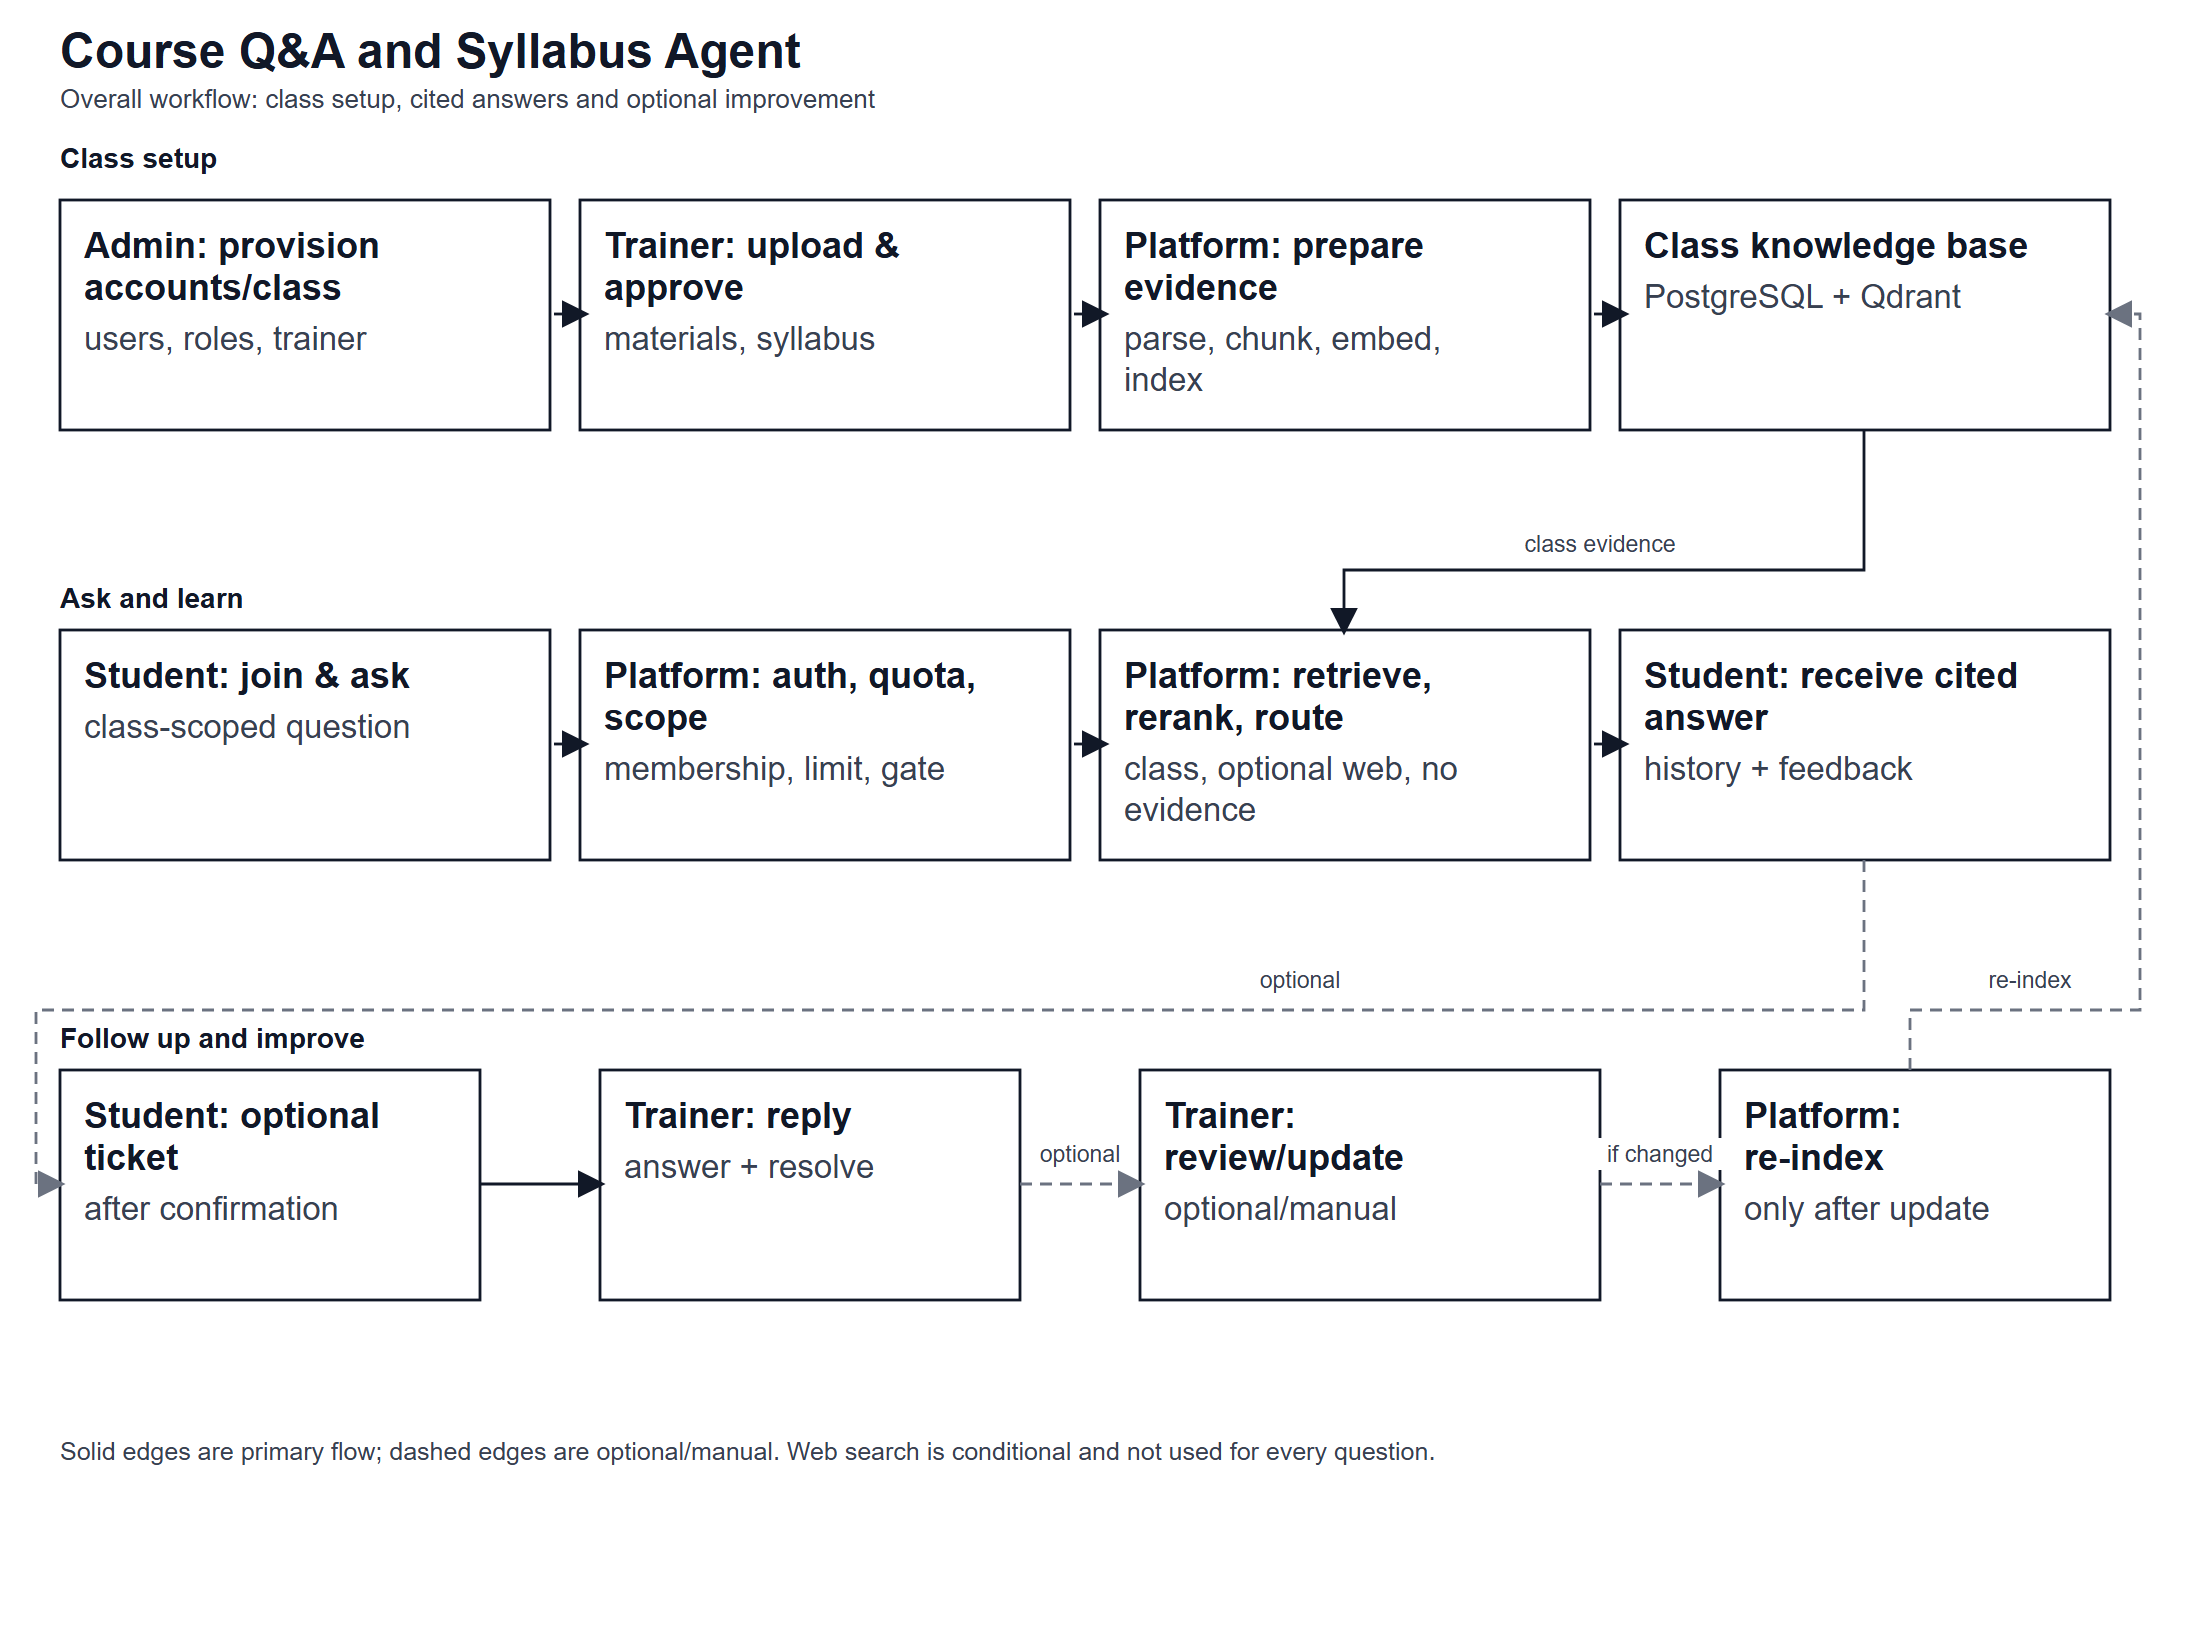 Course Q&A and Syllabus Agent
Overall workflow: class setup, cited answers and optional improvement
Class setup
Admin: provision
accounts/class
users, roles, trainer
Trainer: upload &
approve
materials, syllabus
Platform: prepare
evidence
parse, chunk, embed,
index
Class knowledge base
PostgreSQL + Qdrant
class evidence
Ask and learn
Student: join & ask
class-scoped question
Platform: auth, quota,
scope
membership, limit, gate
Platform: retrieve,
rerank, route
class, optional web, no
evidence
Student: receive cited
answer
history + feedback
optional
re-index
Follow up and improve
Student: optional
ticket
after confirmation
Trainer: reply
answer + resolve
optional
Trainer:
review/update
optional/manual
if changed
Platform:
re-index
only after update
Solid edges are primary flow; dashed edges are optional/manual. Web search is conditional and not used for every question.